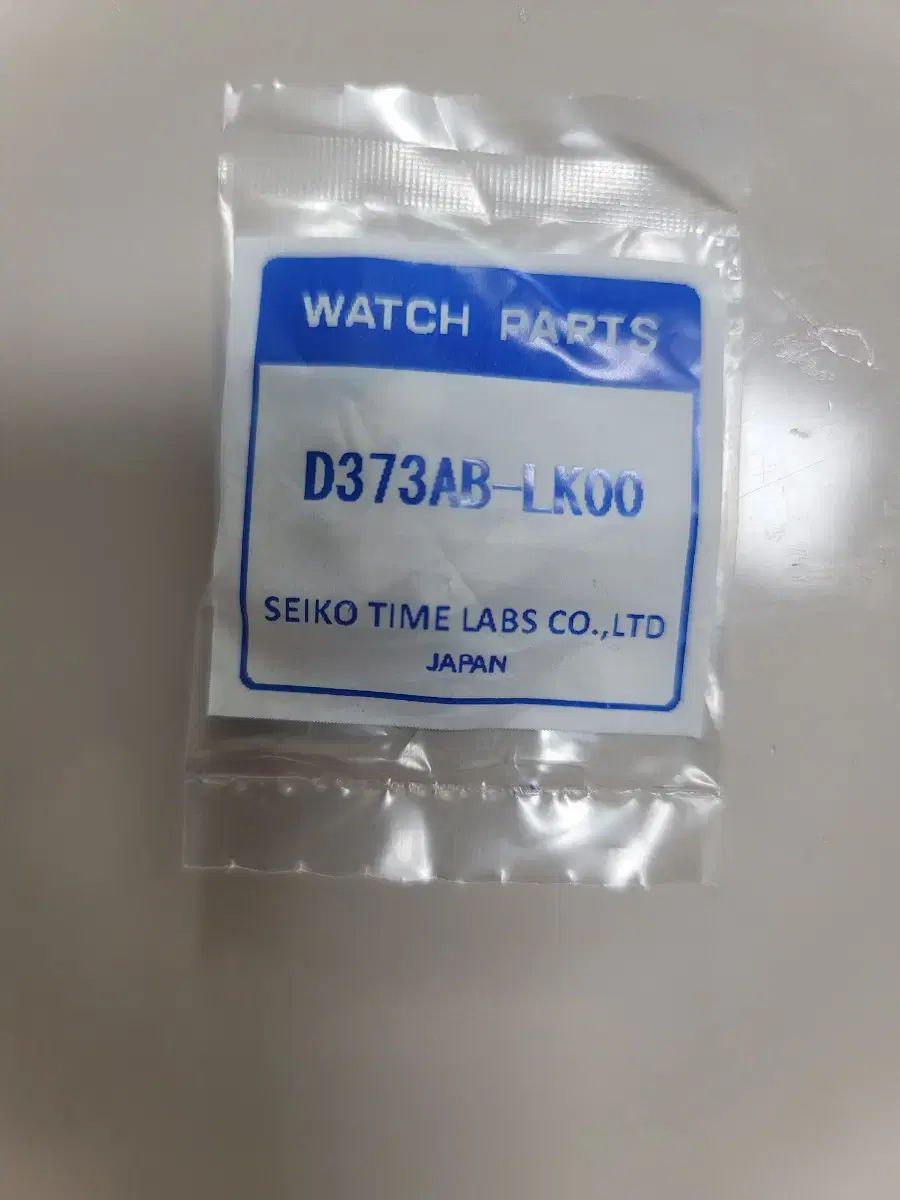 WATCH PARTS
D373AB-LK00
SEIKO TIME LABS CO.,LTD
JAPAN